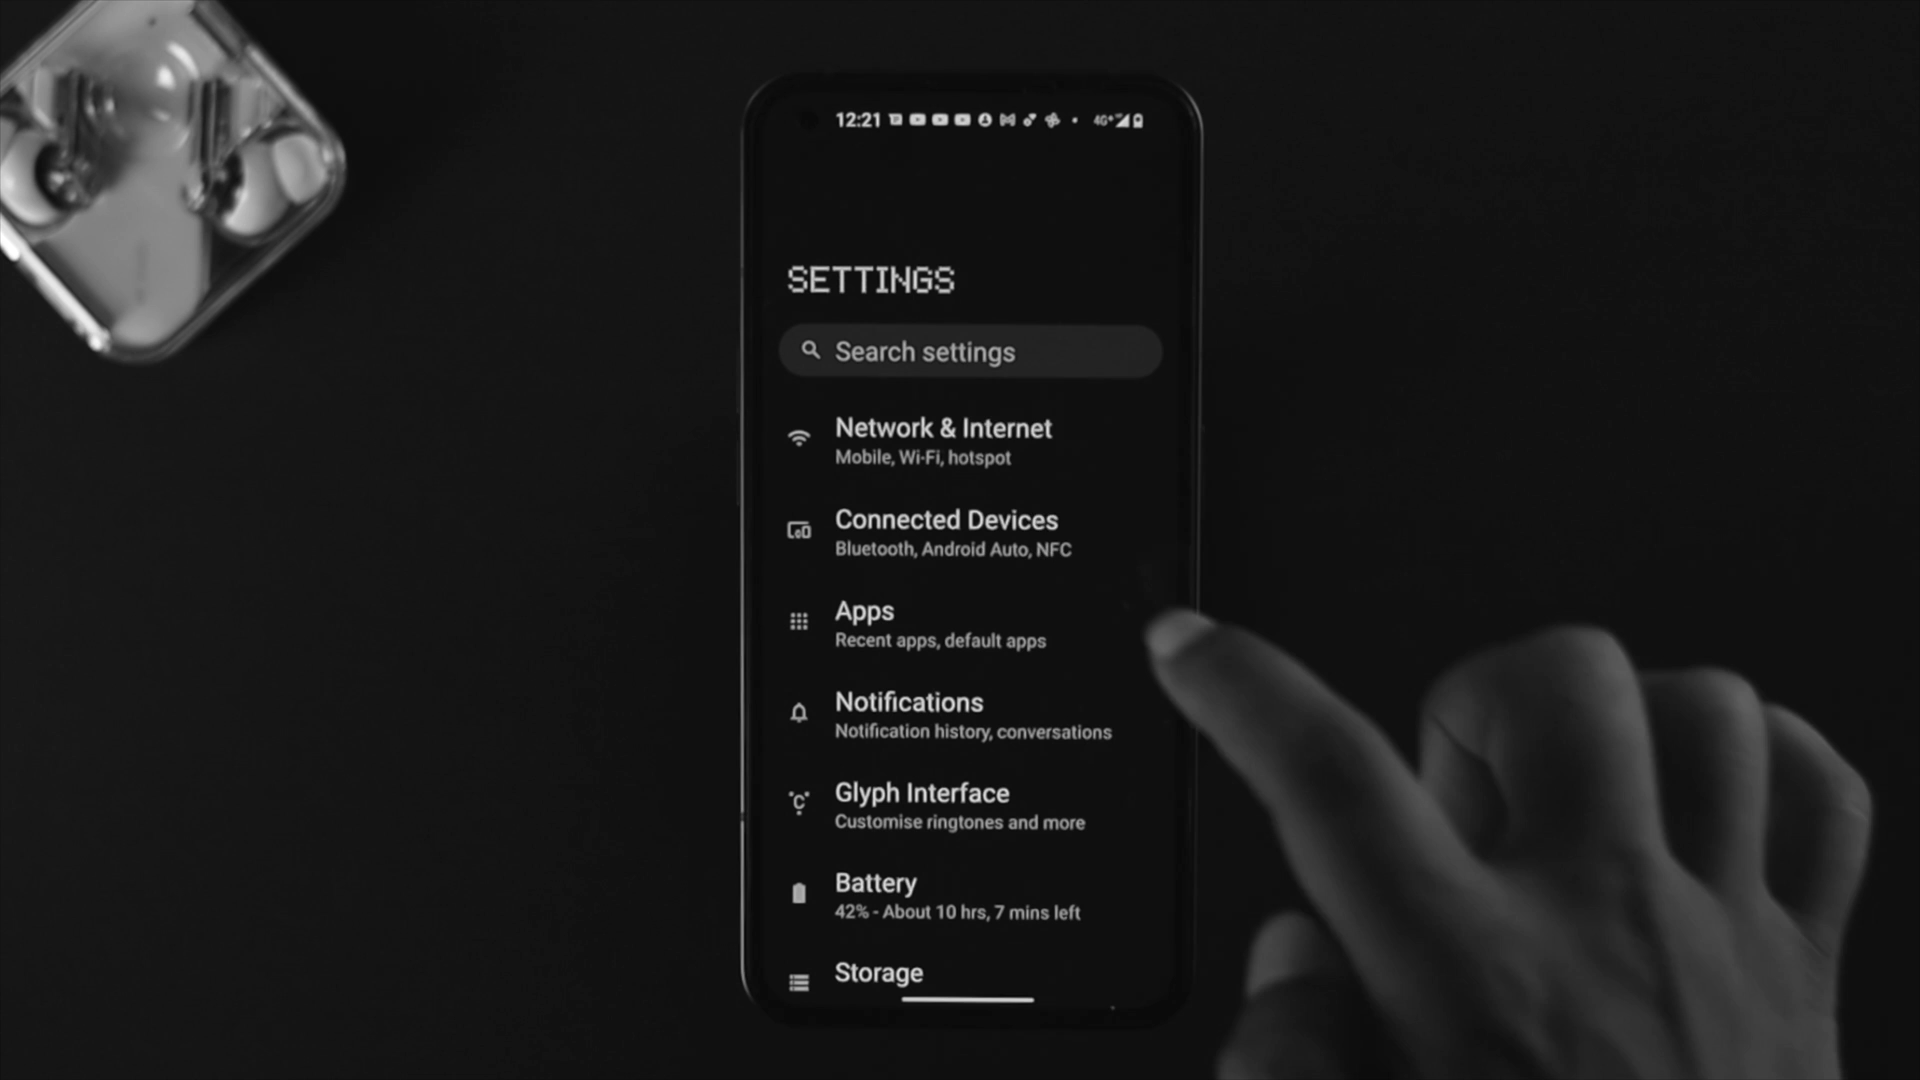 12:21 4G+
SETTINGS
Search settings
Network & Internet
Mobile, Wi-Fi, hotspot
Connected Devices
Bluetooth, Android Auto, NFC
Apps
Recent apps, default apps
Notifications
Notification history, conversations
Glyph Interface
Customise ringtones and more
Battery
42% - About 10 hrs, 7 mins left
Storage